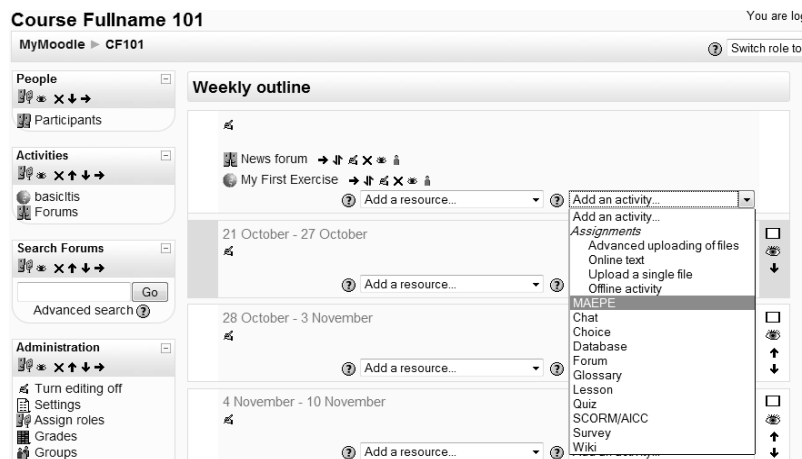 Course Fullname 101
You are log
MyMoodle ► CF101
Switch role to
People
Participants
Activities
basicltis
Forums
Search Forums
Go
Advanced search
Administration
Turn editing off
Settings
Assign roles
Grades
Groups
Weekly outline
News forum
My First Exercise
Add a resource...
Add an activity...
21 October - 27 October
Add a resource...
28 October - 3 November
Add a resource...
4 November - 10 November
Add a resource...
Add an activity...
Assignments
Advanced uploading of files
Online text
Upload a single file
Offline activity
MAEPE
Chat
Choice
Database
Forum
Glossary
Lesson
Quiz
SCORM/AICC
Survey
Wiki